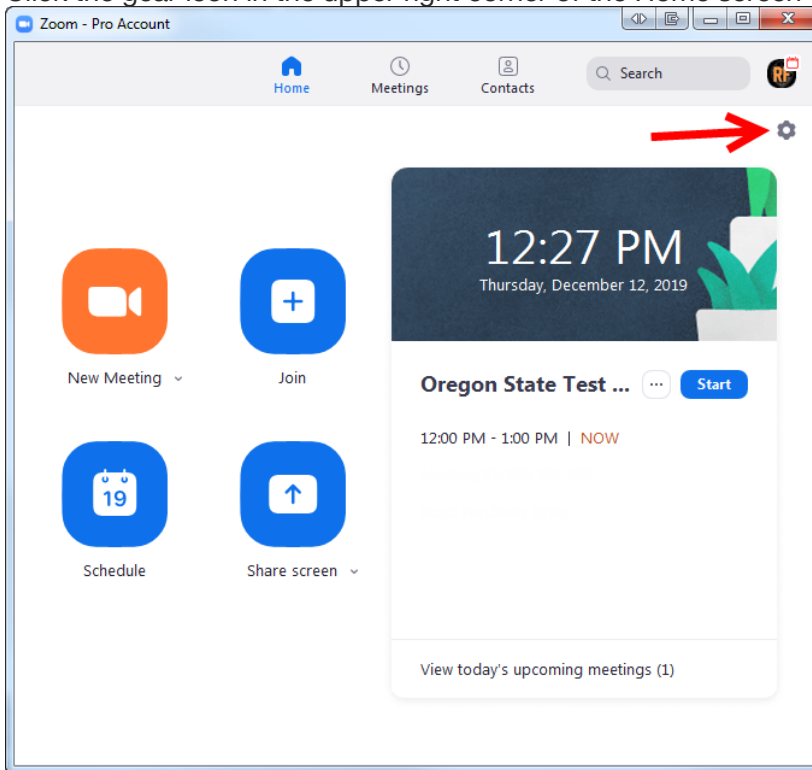 Click the gear icon in the upper right corner of the Home screen
Zoom - Pro Account
Home
Meetings
Contacts
Search
RF
12:27 PM
Thursday, December 12, 2019
New Meeting
Join
Oregon State Test ...
Start
12:00 PM - 1:00 PM | NOW
19
Schedule
Share screen
View today's upcoming meetings (1)